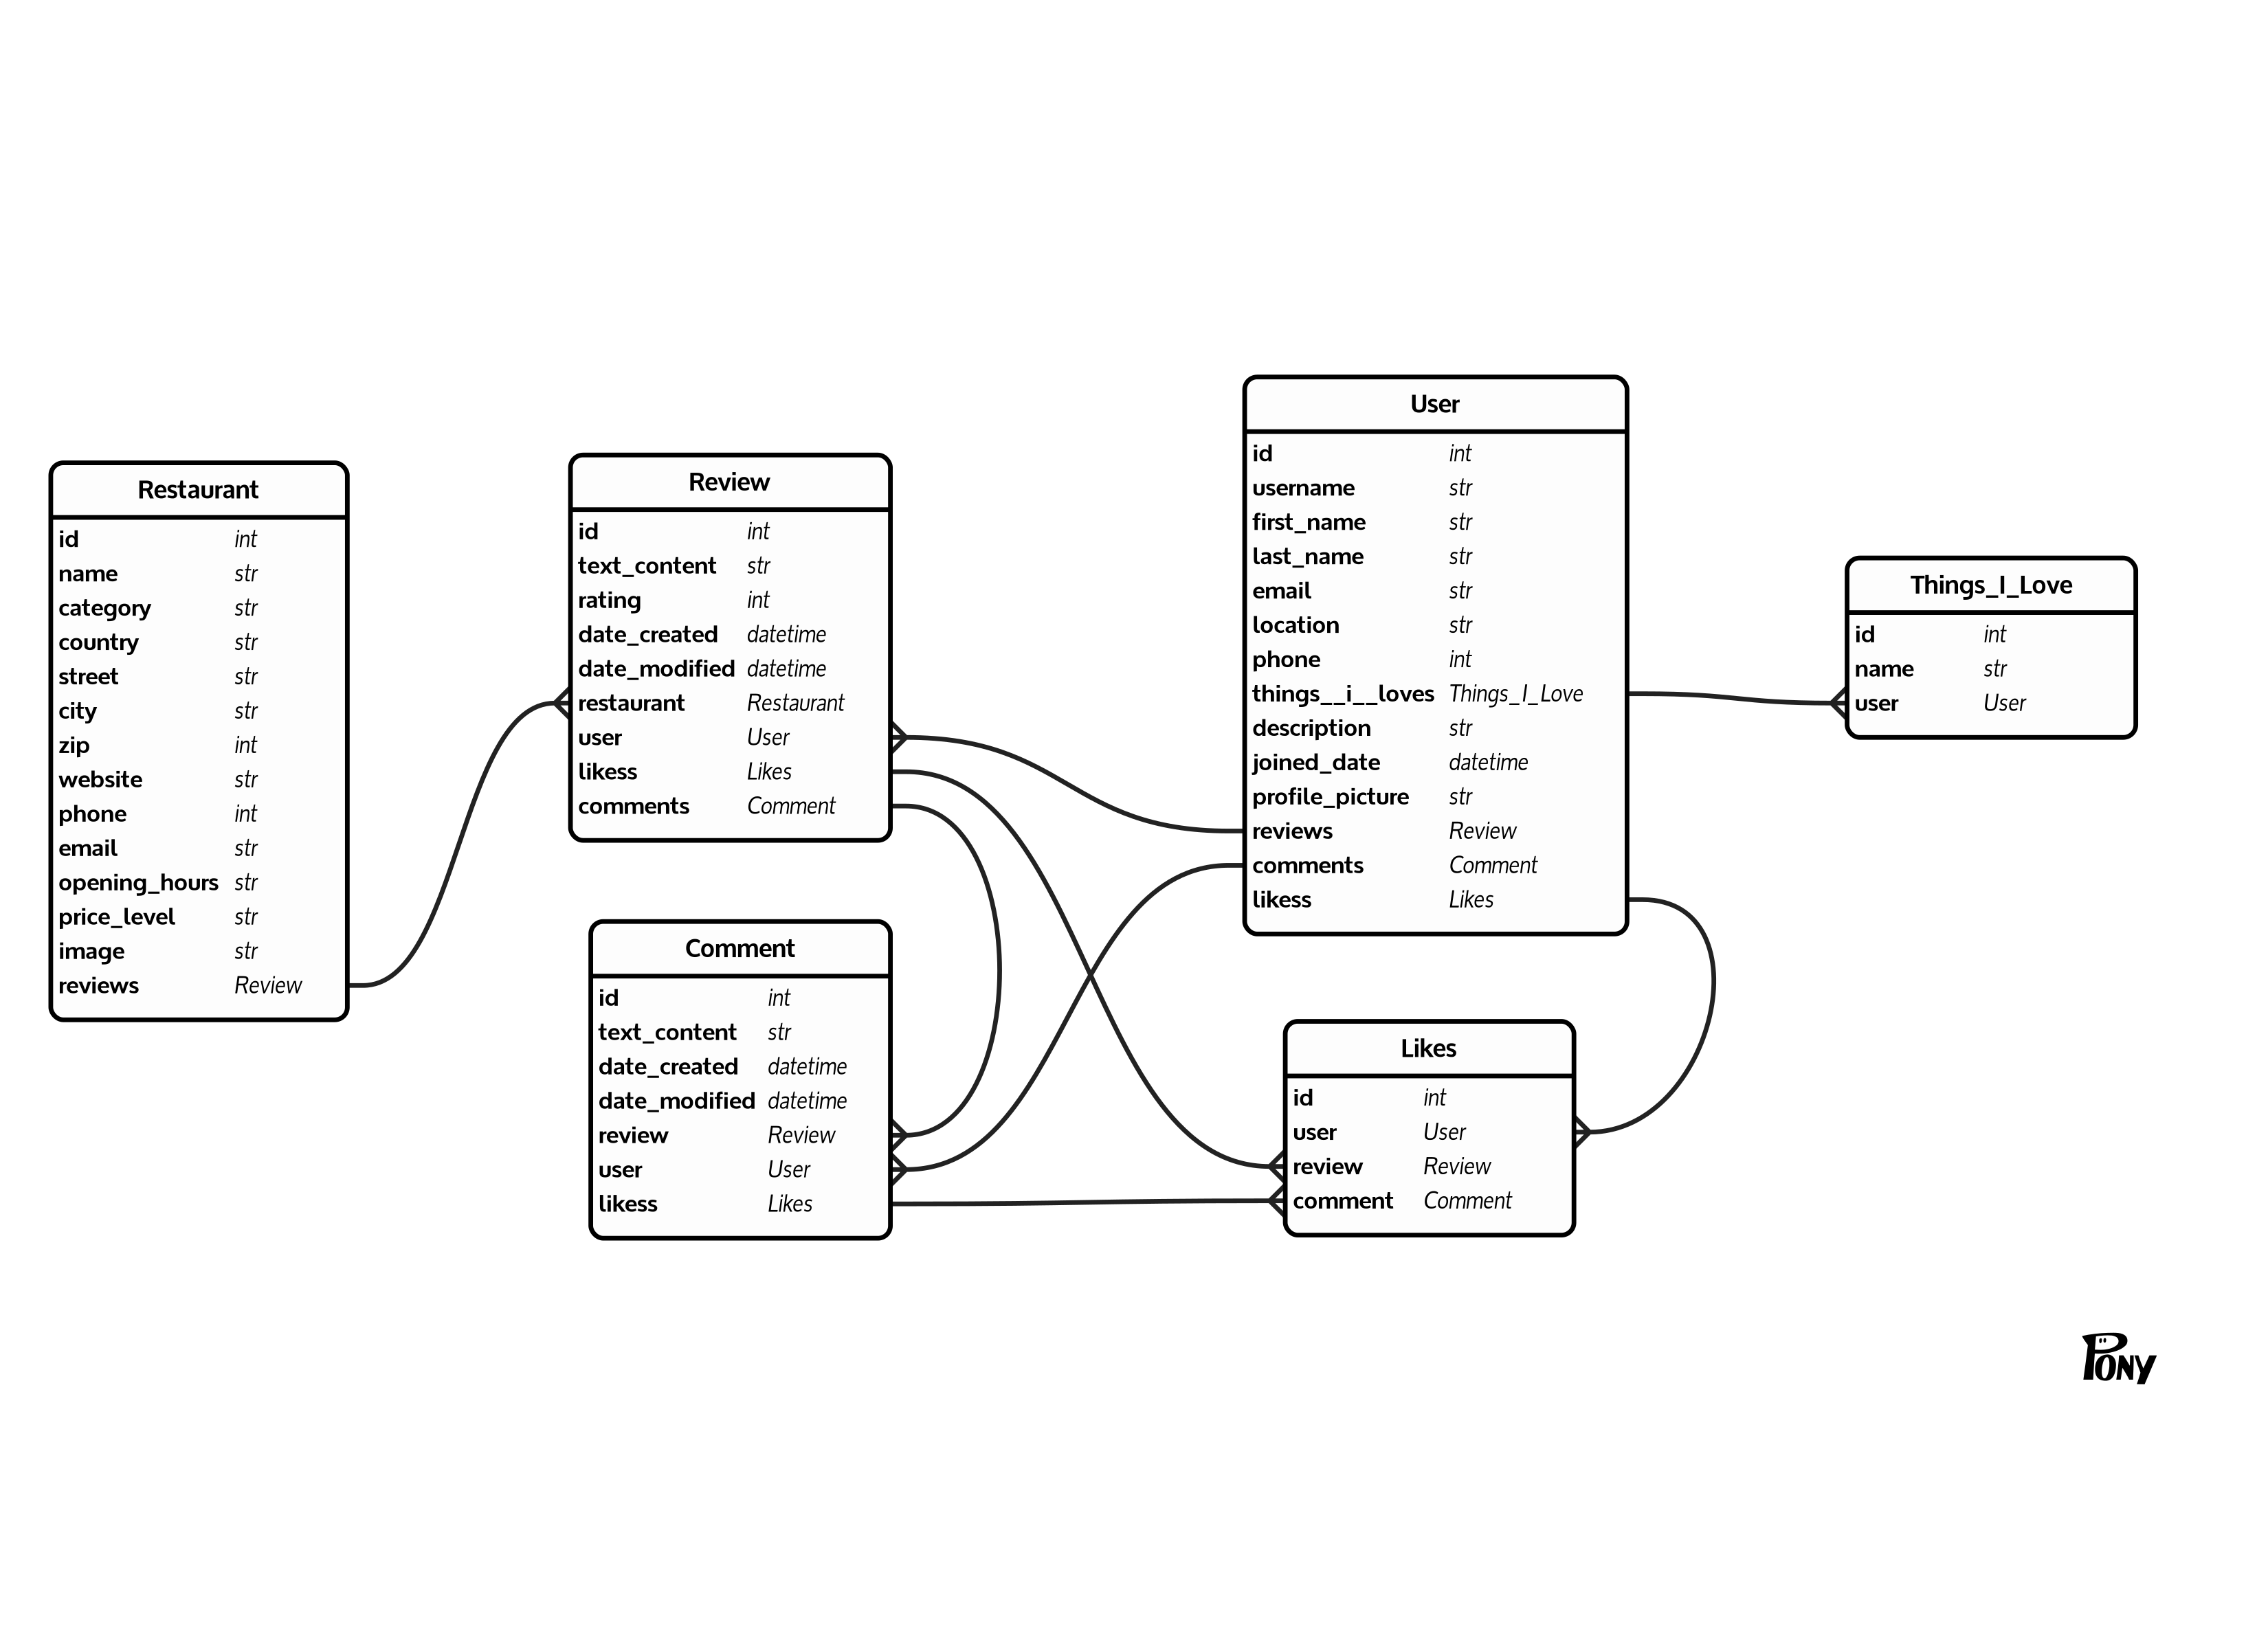 Restaurant
id int
name str
category str
country str
street str
city str
zip int
website str
phone int
email str
opening_hours str
price_level str
image str
reviews Review
Review
id int
text_content str
rating int
date_created datetime
date_modified datetime
restaurant Restaurant
user User
likess Likes
comments Comment
Comment
id int
text_content str
date_created datetime
date_modified datetime
review Review
user User
likess Likes
User
id int
username str
first_name str
last_name str
email str
location str
phone int
things__i__loves Things_I_Love
description str
joined_date datetime
profile_picture str
reviews Review
comments Comment
likess Likes
Likes
id int
user User
review Review
comment Comment
Things_I_Love
id int
name str
user User
PONY